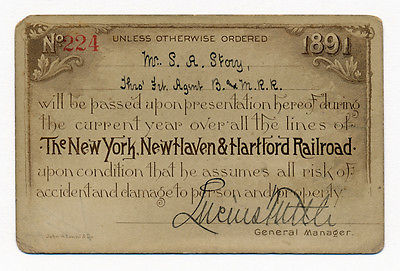 No 224 UNLESS OTHERWISE ORDERED 1891
Mr. S. A. Story,
Thro' Frt. Agent B. & M. R. R.
will be passed upon presentation hereof during
the current year over all the lines of
The New York, New Haven & Hartford Railroad
upon condition that he assumes all risk of
accident and damage to person and property
General Manager.